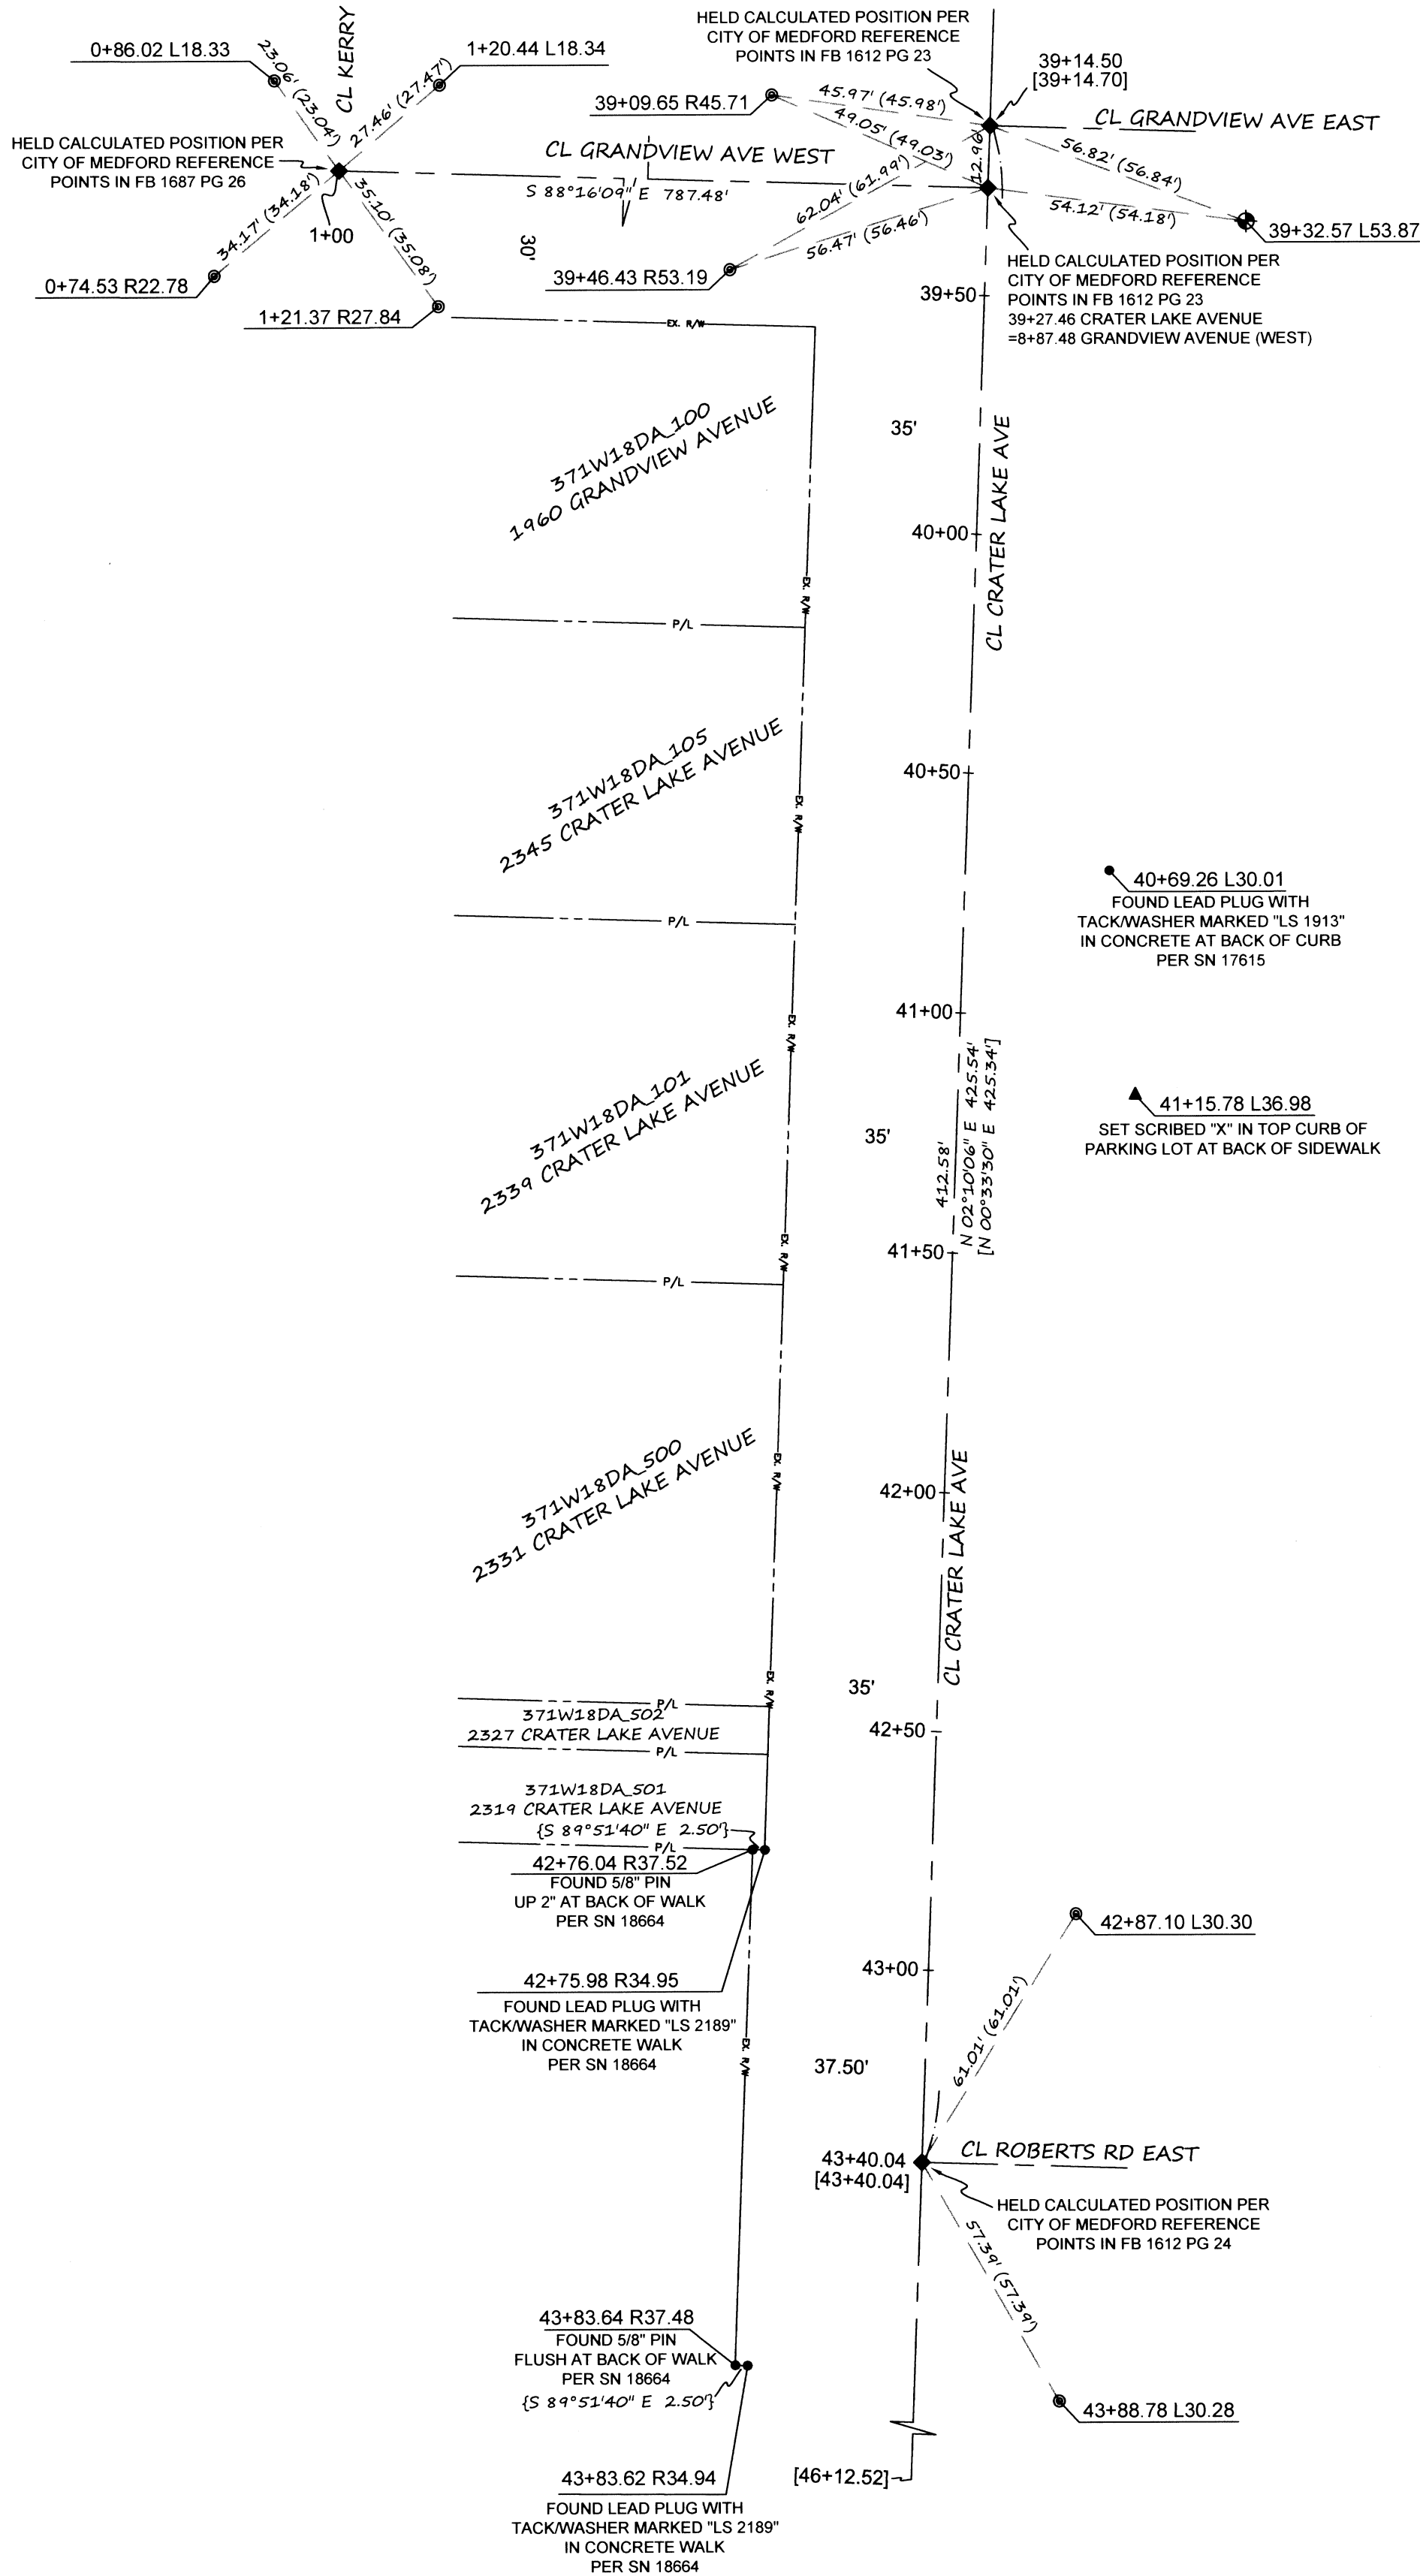 HELD CALCULATED POSITION PER
CITY OF MEDFORD REFERENCE
POINTS IN FB 1612 PG 23
0+86.02 L18.33
23.06' (23.04')
CL KERRY
1+20.44 L18.34
27.46' (27.47')
39+14.50
[39+14.70]
39+09.65 R45.71
45.97' (45.98')
49.05' (49.03')
12.96'
CL GRANDVIEW AVE EAST
56.82' (56.84')
HELD CALCULATED POSITION PER
CITY OF MEDFORD REFERENCE
POINTS IN FB 1687 PG 26
CL GRANDVIEW AVE WEST
S 88°16'09" E 787.48'
62.04' (61.99')
56.47' (56.46')
54.12' (54.18')
39+32.57 L53.87
34.17' (34.18')
35.10' (35.08')
1+00
30'
0+74.53 R22.78
39+46.43 R53.19
1+21.37 R27.84
HELD CALCULATED POSITION PER
CITY OF MEDFORD REFERENCE
POINTS IN FB 1612 PG 23
39+27.46 CRATER LAKE AVENUE
=8+87.48 GRANDVIEW AVENUE (WEST)
39+50
EX. R/W
371W18DA_100
1960 GRANDVIEW AVENUE
35'
CL CRATER LAKE AVE
40+00
EX. R/W
P/L
371W18DA_105
2345 CRATER LAKE AVENUE
40+50
EX. R/W
40+69.26 L30.01
FOUND LEAD PLUG WITH
TACK/WASHER MARKED "LS 1913"
IN CONCRETE AT BACK OF CURB
PER SN 17615
P/L
41+00
EX. R/W
371W18DA_101
2339 CRATER LAKE AVENUE
35'
412.58'
N 02°10'06" E 425.54'
[N 00°33'30" E 425.34']
41+15.78 L36.98
SET SCRIBED "X" IN TOP CURB OF
PARKING LOT AT BACK OF SIDEWALK
41+50
EX. R/W
P/L
371W18DA_500
2331 CRATER LAKE AVENUE
EX. R/W
42+00
CL CRATER LAKE AVE
EX. R/W
35'
P/L
371W18DA_502
2327 CRATER LAKE AVENUE
42+50
P/L
371W18DA_501
2319 CRATER LAKE AVENUE
{S 89°51'40" E 2.50'}
P/L
42+76.04 R37.52
FOUND 5/8" PIN
UP 2" AT BACK OF WALK
PER SN 18664
42+87.10 L30.30
43+00
42+75.98 R34.95
FOUND LEAD PLUG WITH
TACK/WASHER MARKED "LS 2189"
IN CONCRETE WALK
PER SN 18664
EX. R/W
37.50'
61.01' (61.01')
43+40.04
[43+40.04]
CL ROBERTS RD EAST
HELD CALCULATED POSITION PER
CITY OF MEDFORD REFERENCE
POINTS IN FB 1612 PG 24
57.39' (57.39')
43+83.64 R37.48
FOUND 5/8" PIN
FLUSH AT BACK OF WALK
PER SN 18664
{S 89°51'40" E 2.50'}
43+88.78 L30.28
43+83.62 R34.94
FOUND LEAD PLUG WITH
TACK/WASHER MARKED "LS 2189"
IN CONCRETE WALK
PER SN 18664
[46+12.52]